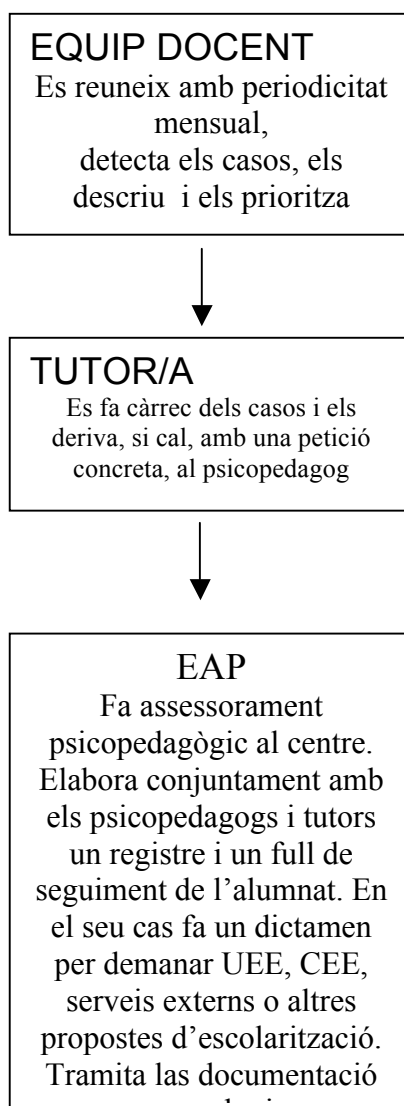 EQUIP DOCENT
Es reuneix amb periodicitat
mensual,
detecta els casos, els
descriu i els prioritza
TUTOR/A
Es fa càrrec dels casos i els
deriva, si cal, amb una petició
concreta, al psicopedagog
EAP
Fa assessorament
psicopedagògic al centre.
Elabora conjuntament amb
els psicopedagogs i tutors
un registre i un full de
seguiment de l’alumnat. En
el seu cas fa un dictamen
per demanar UEE, CEE,
serveis externs o altres
propostes d’escolarització.
Tramita las documentació